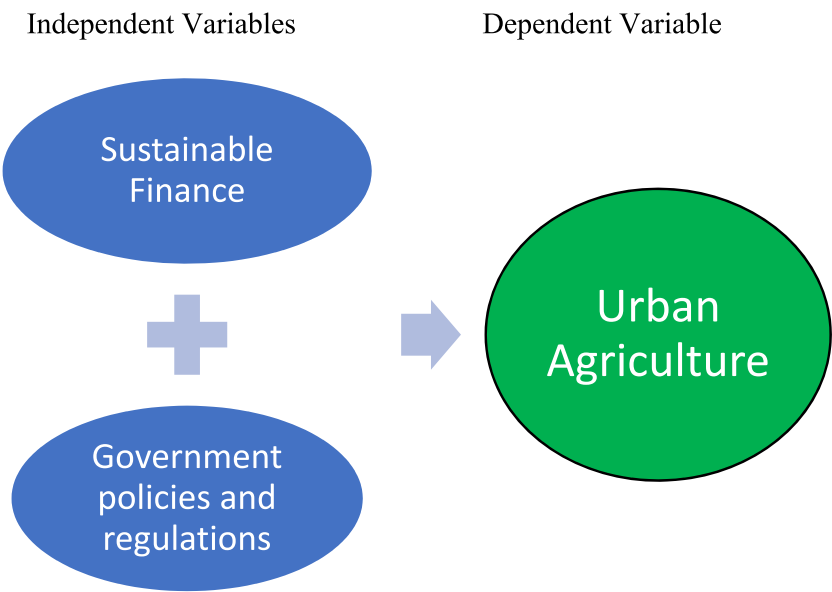 Independent Variables
Dependent Variable
Sustainable
Finance
Urban
Agriculture
Government
policies and
regulations